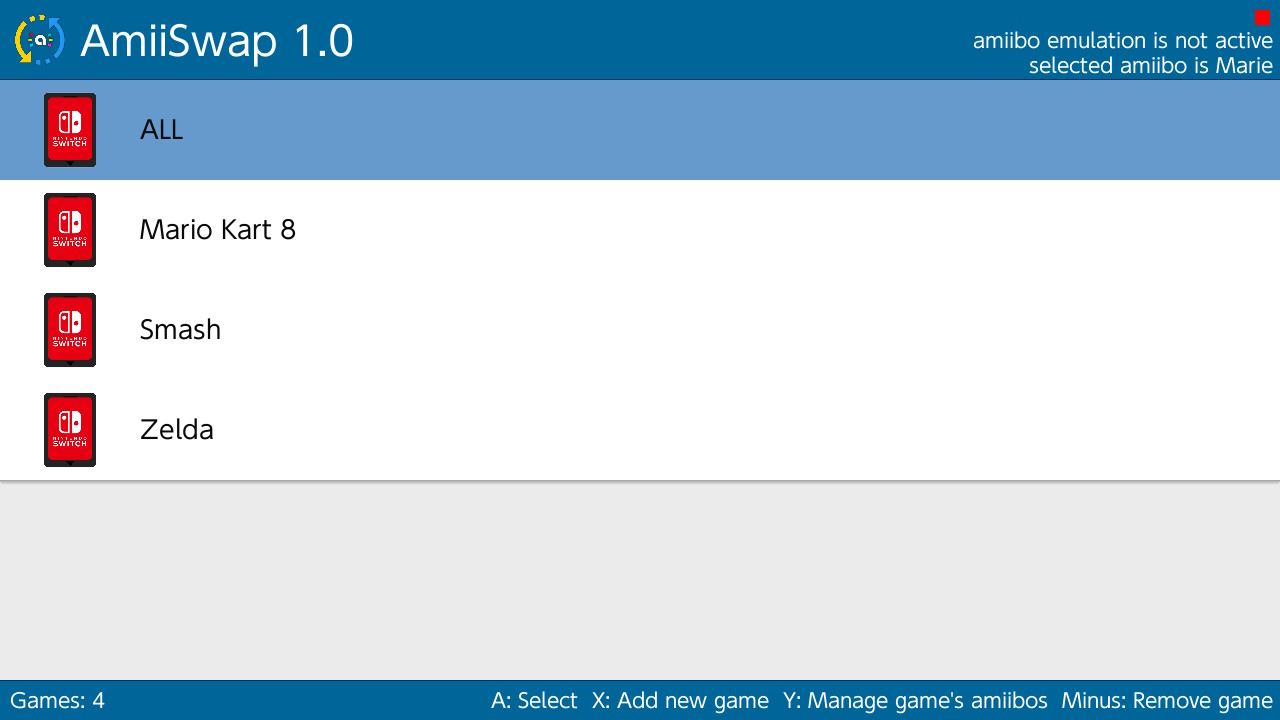 AmiiSwap 1.0
amiibo emulation is not active
selected amiibo is Marie
NINTENDO
SWITCH
ALL
NINTENDO
SWITCH
Mario Kart 8
NINTENDO
SWITCH
Smash
NINTENDO
SWITCH
Zelda
Games: 4
A: Select X: Add new game Y: Manage game's amiibos Minus: Remove game